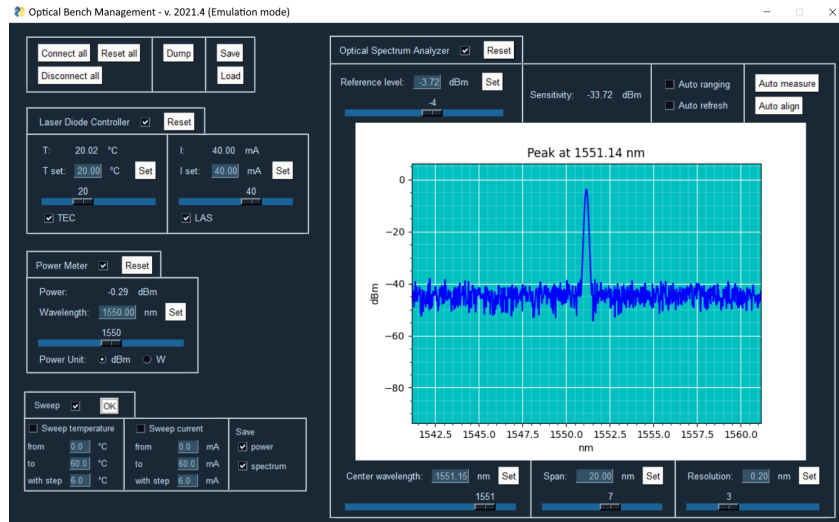 Optical Bench Management - v. 2021.4 (Emulation mode)
Connect all Reset all Dump Save
Disconnect all Load
Laser Diode Controller Reset
T: 20.02 °C I: 40.00 mA
T set: 20.00 °C Set I set: 40.00 mA Set
20 40
TEC LAS
Power Meter Reset
Power: -0.29 dBm
Wavelength: 1550.00 nm Set
1550
Power Unit: dBm W
Sweep OK
Sweep temperature Sweep current Save
from 0.0 °C from 0.0 mA power
to 60.0 °C to 60.0 mA spectrum
with step 6.0 °C with step 6.0 mA
Optical Spectrum Analyzer Reset
Reference level: -3.72 dBm Set
-4
Sensitivity: -33.72 dBm
Auto ranging
Auto refresh
Auto measure
Auto align
Peak at 1551.14 nm
0
−20
−40
−60
−80
dBm
1542.5 1545.0 1547.5 1550.0 1552.5 1555.0 1557.5 1560.0
nm
Center wavelength: 1551.15 nm Set Span: 20.00 nm Set Resolution: 0.20 nm Set
1551 7 3